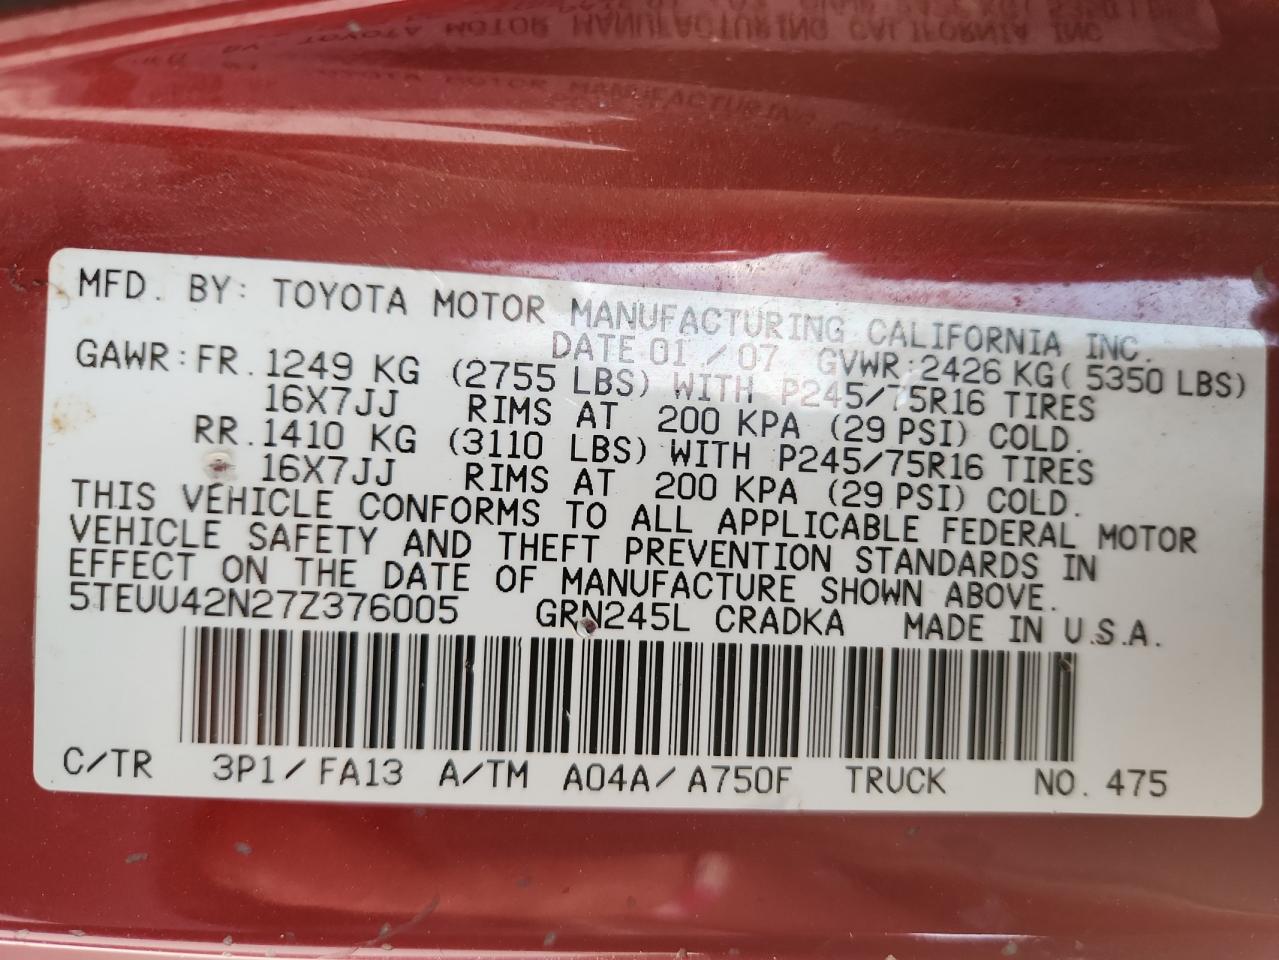 MFD. BY: TOYOTA MOTOR MANUFACTURING CALIFORNIA INC.
DATE 01 / 07 GVWR:2426 KG( 5350 LBS)
GAWR:FR. 1249 KG (2755 LBS) WITH P245/75R16 TIRES
16X7JJ RIMS AT 200 KPA (29 PSI) COLD.
RR. 1410 KG (3110 LBS) WITH P245/75R16 TIRES
16X7JJ RIMS AT 200 KPA (29 PSI) COLD.
THIS VEHICLE CONFORMS TO ALL APPLICABLE FEDERAL MOTOR
VEHICLE SAFETY AND THEFT PREVENTION STANDARDS IN
EFFECT ON THE DATE OF MANUFACTURE SHOWN ABOVE.
5TEUU42N27Z376005 GRN245L CRADKA MADE IN U.S.A.
C/TR 3P1/FA13 A/TM A04A/A750F TRUCK NO. 475